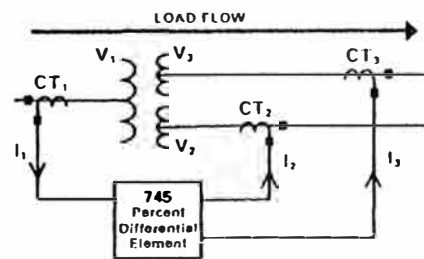 LOAD FLOW
V1 V3
CT1 CT3
CT2
V2
I1 I2 I3
745
Percent
Differential
Element